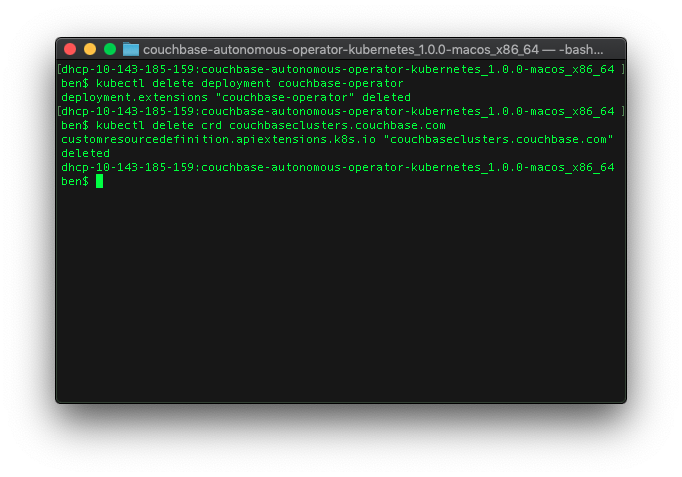 couchbase-autonomous-operator-kubernetes_1.0.0-macos_x86_64 — -bash...
[dhcp-10-143-185-159:couchbase-autonomous-operator-kubernetes_1.0.0-macos_x86_64 ]
ben$ kubectl delete deployment couchbase-operator
deployment.extensions "couchbase-operator" deleted
[dhcp-10-143-185-159:couchbase-autonomous-operator-kubernetes_1.0.0-macos_x86_64 ]
ben$ kubectl delete crd couchbaseclusters.couchbase.com
customresourcedefinition.apiextensions.k8s.io "couchbaseclusters.couchbase.com"
deleted
dhcp-10-143-185-159:couchbase-autonomous-operator-kubernetes_1.0.0-macos_x86_64
ben$